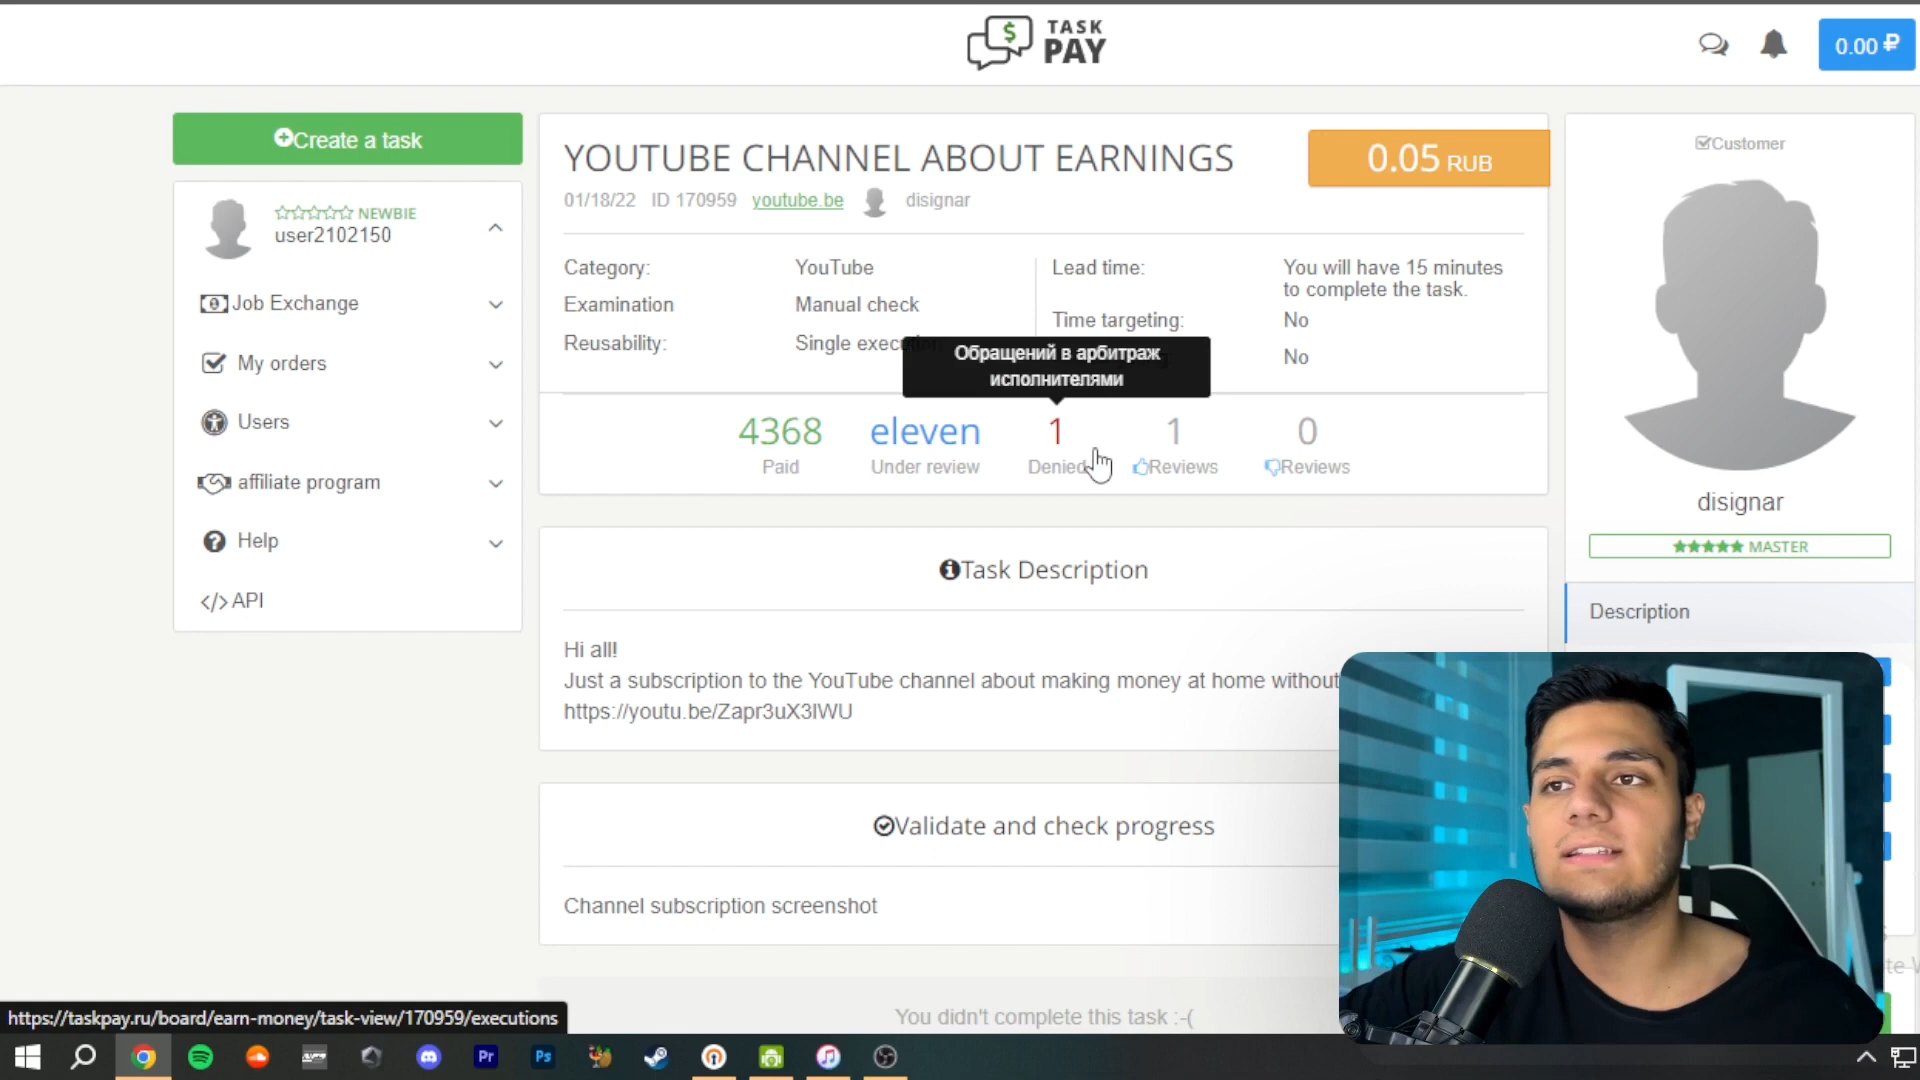 TASK
PAY
0.00 ₽
Create a task
NEWBIE
user2102150
Job Exchange
My orders
Users
affiliate program
Help
</> API
YOUTUBE CHANNEL ABOUT EARNINGS
0.05 RUB
01/18/22 ID 170959 youtube.be disignar
Category: YouTube
Examination Manual check
Reusability: Single
Lead time: You will have 15 minutes
to complete the task.
Time targeting: No
No
Обращений в арбитраж
исполнителями
4368 eleven 1 1 0
Paid Under review Denied Reviews Reviews
Task Description
Hi all!
Just a subscription to the YouTube channel about making money at home without
https://youtu.be/Zapr3uX3IWU
Validate and check progress
Channel subscription screenshot
You didn't complete this task :-(
Customer
disignar
MASTER
Description
https://taskpay.ru/board/earn-money/task-view/170959/executions
Pr
Ps